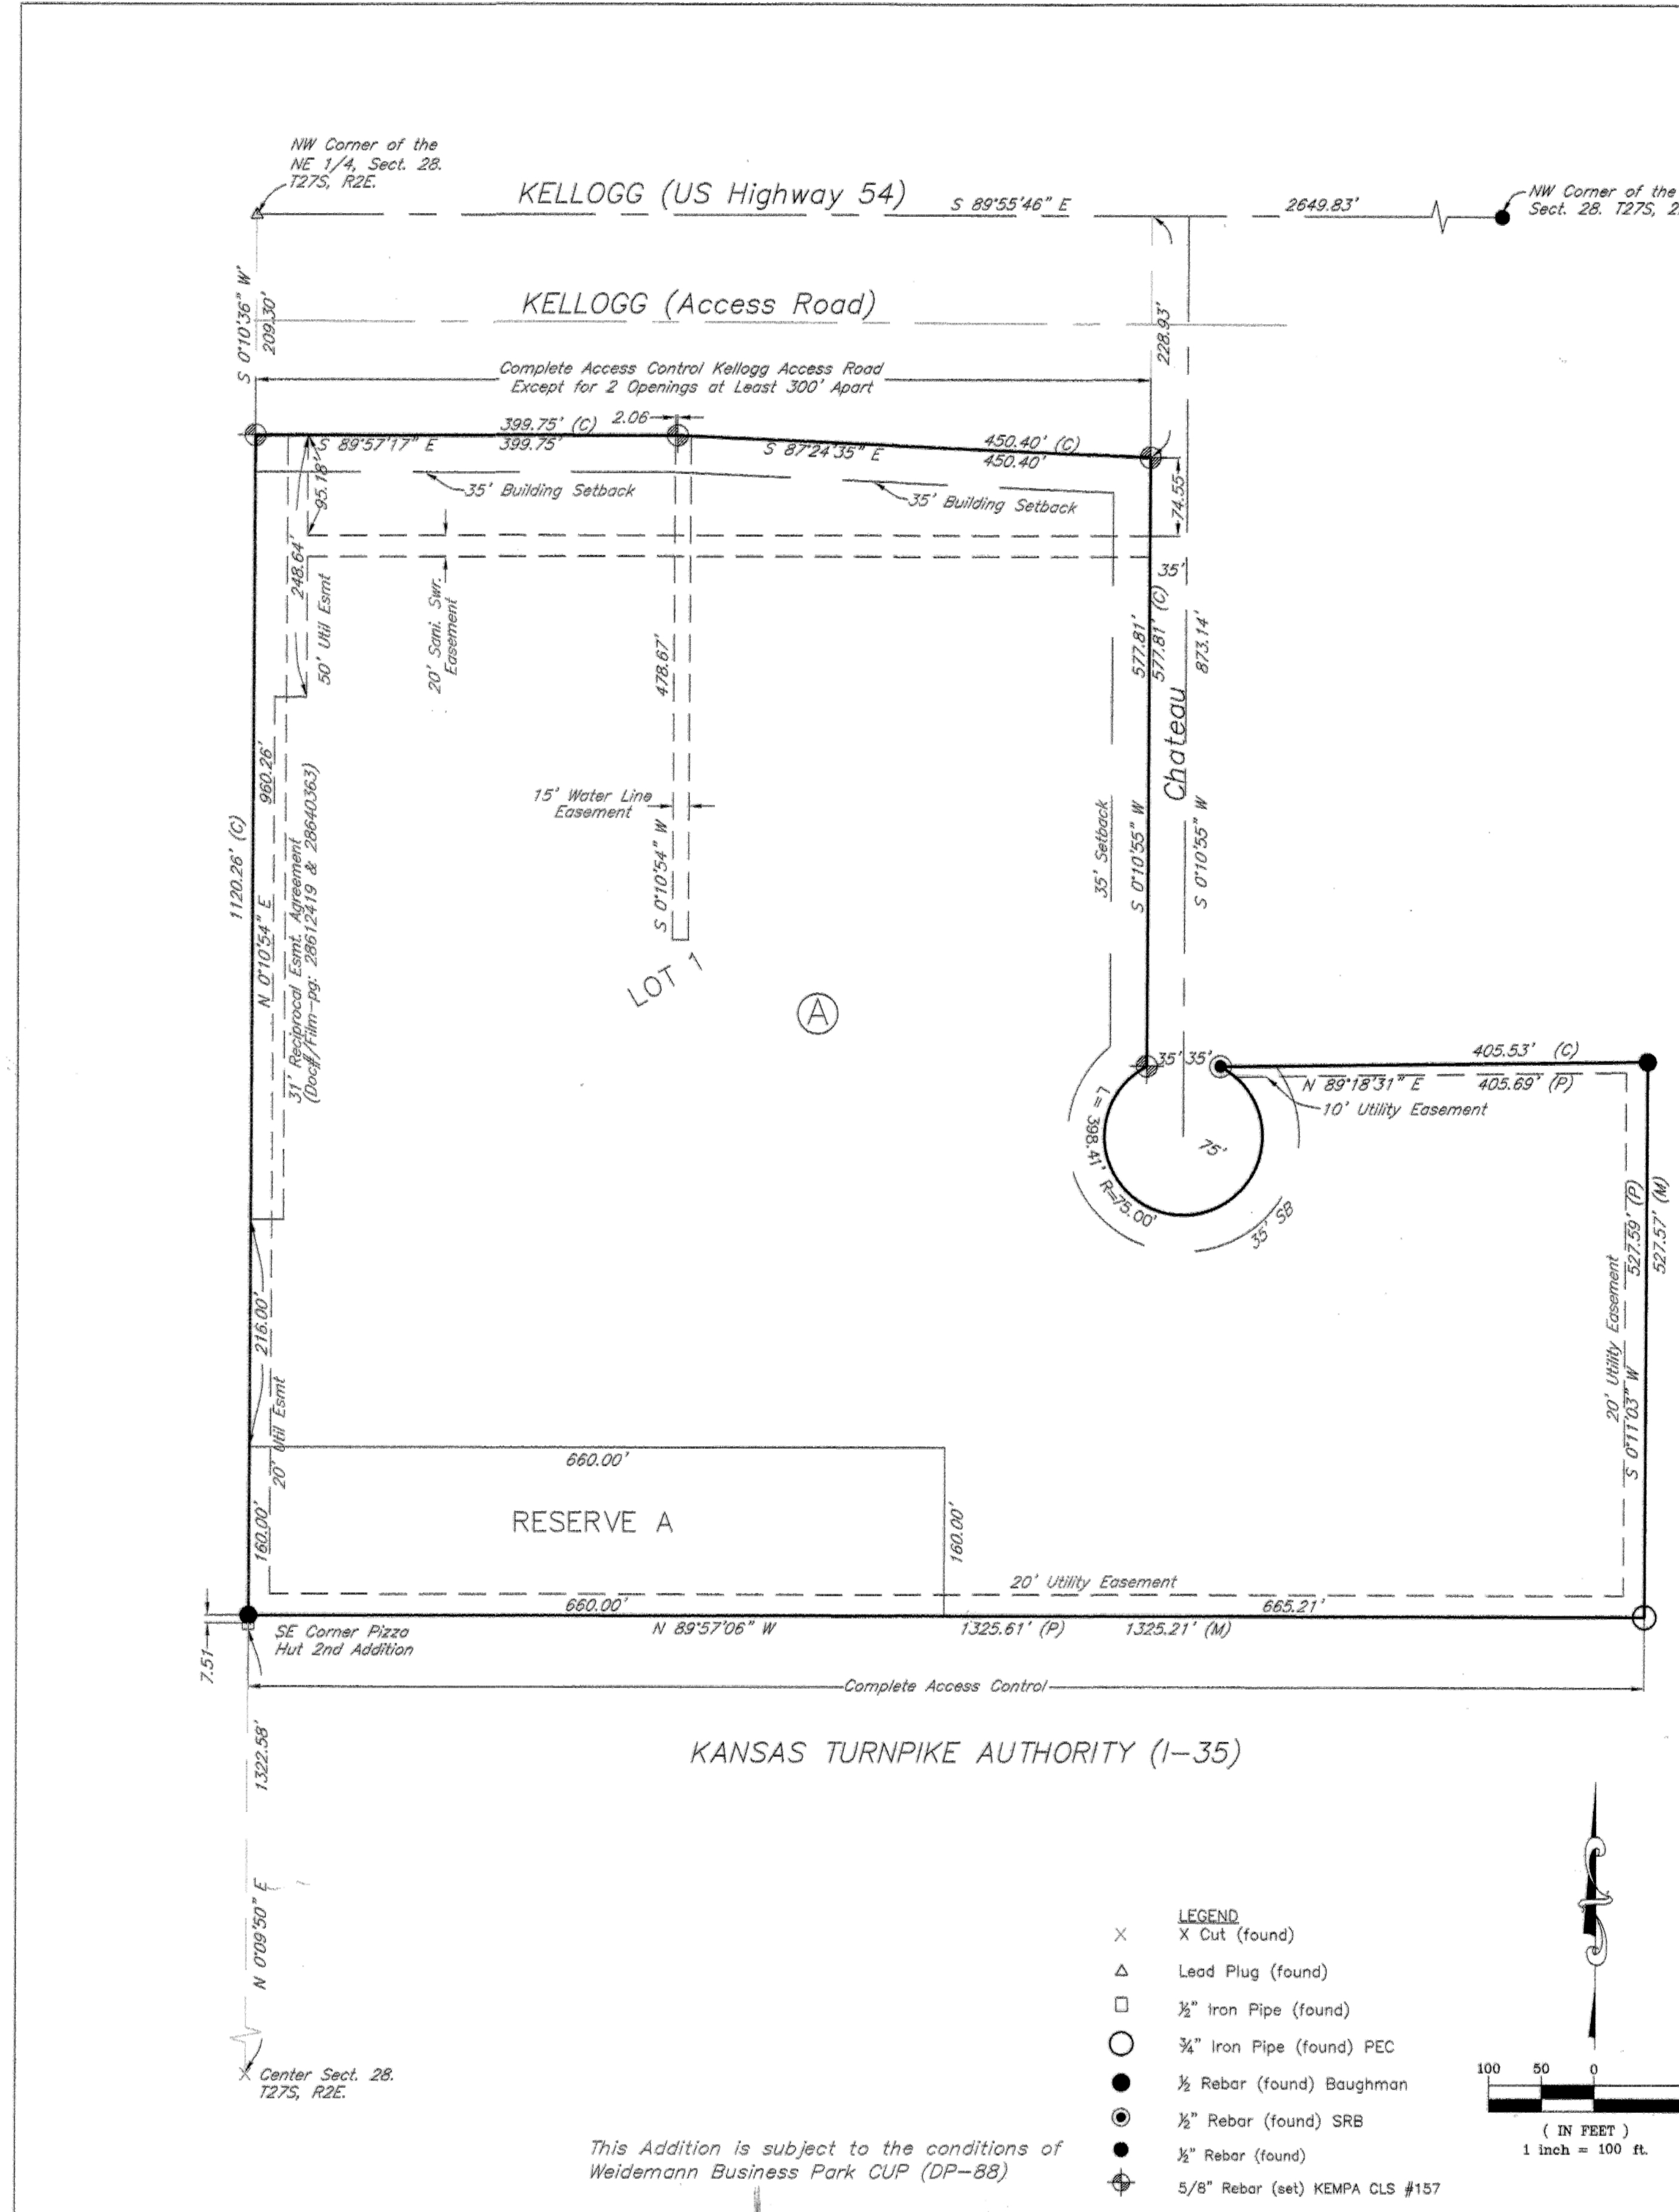 NW Corner of the
NE 1/4, Sect. 28.
T27S, R2E.
KELLOGG (US Highway 54)
S 89°55'46" E
2649.83'
NW Corner of the
Sect. 28. T27S, 2
S 0°10'36" W
209.30'
KELLOGG (Access Road)
228.93'
Complete Access Control Kellogg Access Road
Except for 2 Openings at Least 300' Apart
399.75' (C)
2.06
S 89°57'17" E
399.75'
S 87°24'35" E
450.40' (C)
450.40'
35' Building Setback
35' Building Setback
95.18'
74.55'
248.64'
50' Util Esmt
20' Sani. Swr.
Easement
35'
478.67'
577.81'
577.81' (C)
873.14'
Chateau
1120.26' (C)
960.26'
N 0°10'54" E
31' Reciprocal Esmt. Agreement
(Doc#/Film-pg: 28612419 & 28640363)
15' Water Line
Easement
S 0°10'54" W
35' Setback
S 0°10'55" W
S 0°10'55" W
LOT 1
A
35' 35'
405.53' (C)
N 89°18'31" E
405.69' (P)
10' Utility Easement
L= 398.41' R=75.00'
75'
35' SB
527.59' (P)
527.57' (M)
20' Utility Easement
S 0°11'03" W
216.00'
20' Util Esmt
660.00'
RESERVE A
160.00'
160.00'
20' Utility Easement
660.00'
665.21'
SE Corner Pizza
Hut 2nd Addition
N 89°57'06" W
1325.61' (P)
1325.21' (M)
7.51
Complete Access Control
1322.58'
KANSAS TURNPIKE AUTHORITY (I-35)
N 0°09'50" E
Center Sect. 28.
T27S, R2E.
LEGEND
X Cut (found)
Lead Plug (found)
½" Iron Pipe (found)
¾" Iron Pipe (found) PEC
½ Rebar (found) Baughman
½" Rebar (found) SRB
½" Rebar (found)
5/8" Rebar (set) KEMPA CLS #157
100 50 0
( IN FEET )
1 inch = 100 ft.
This Addition is subject to the conditions of
Weidemann Business Park CUP (DP-88)